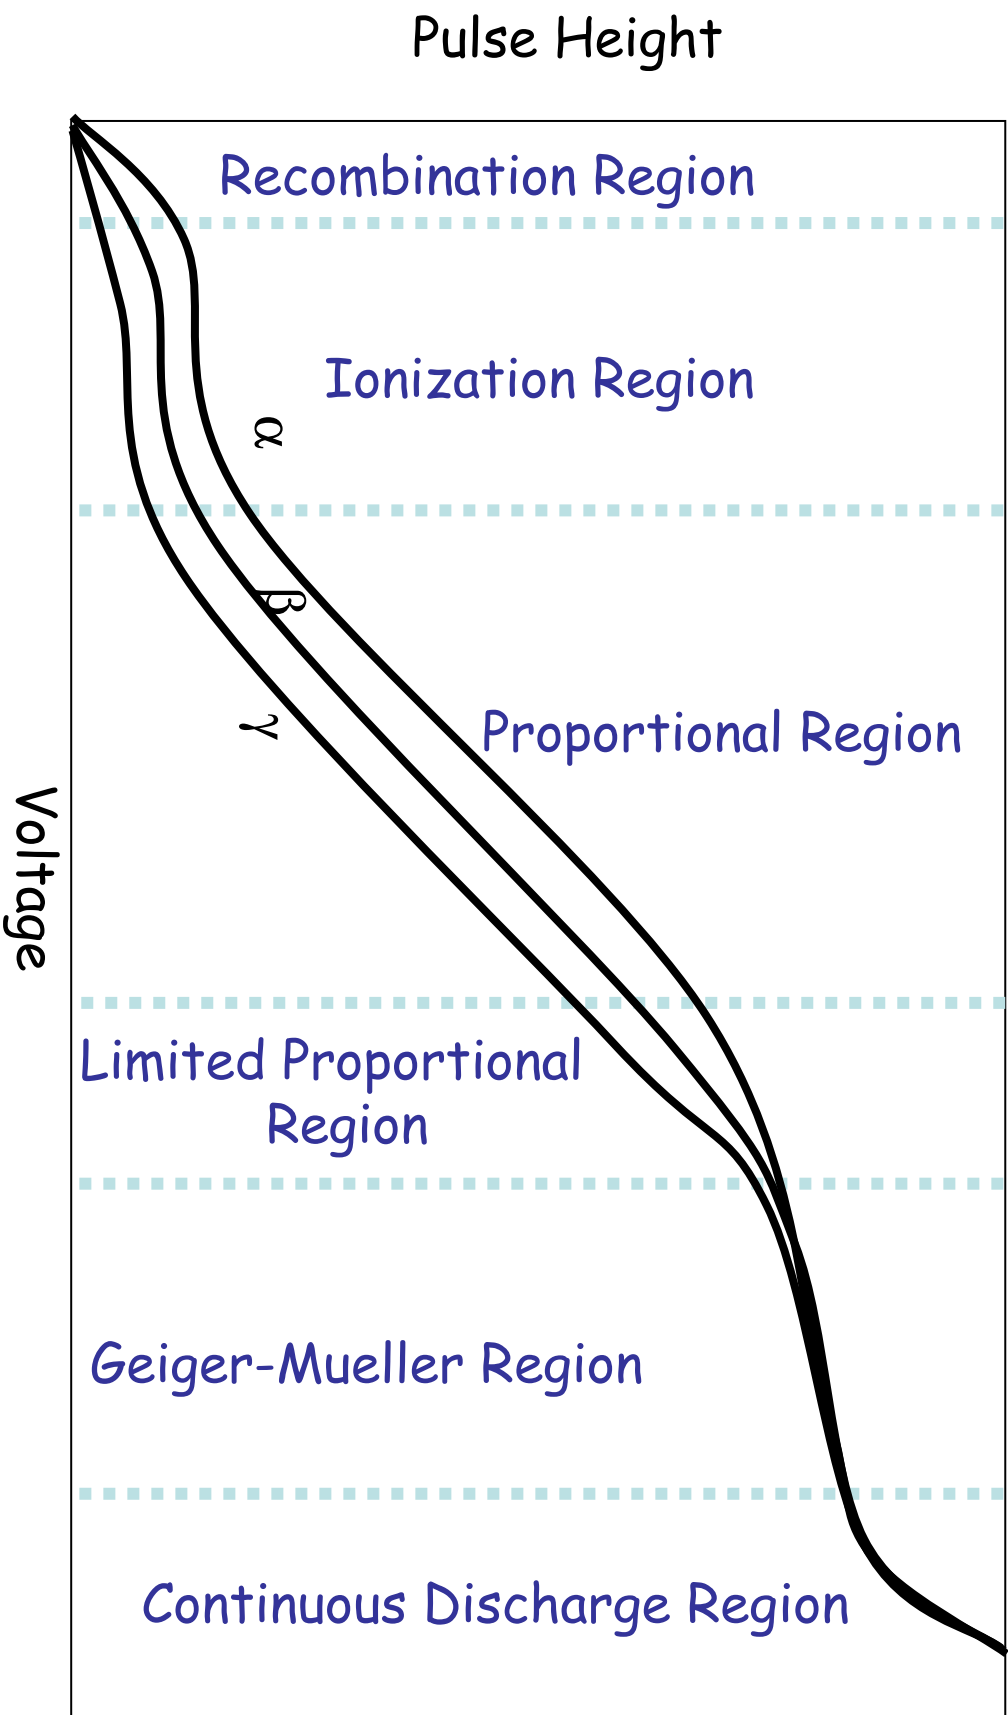 Pulse Height
Recombination Region
Ionization Region
α
β
γ
Proportional Region
Voltage
Limited Proportional
Region
Geiger-Mueller Region
Continuous Discharge Region